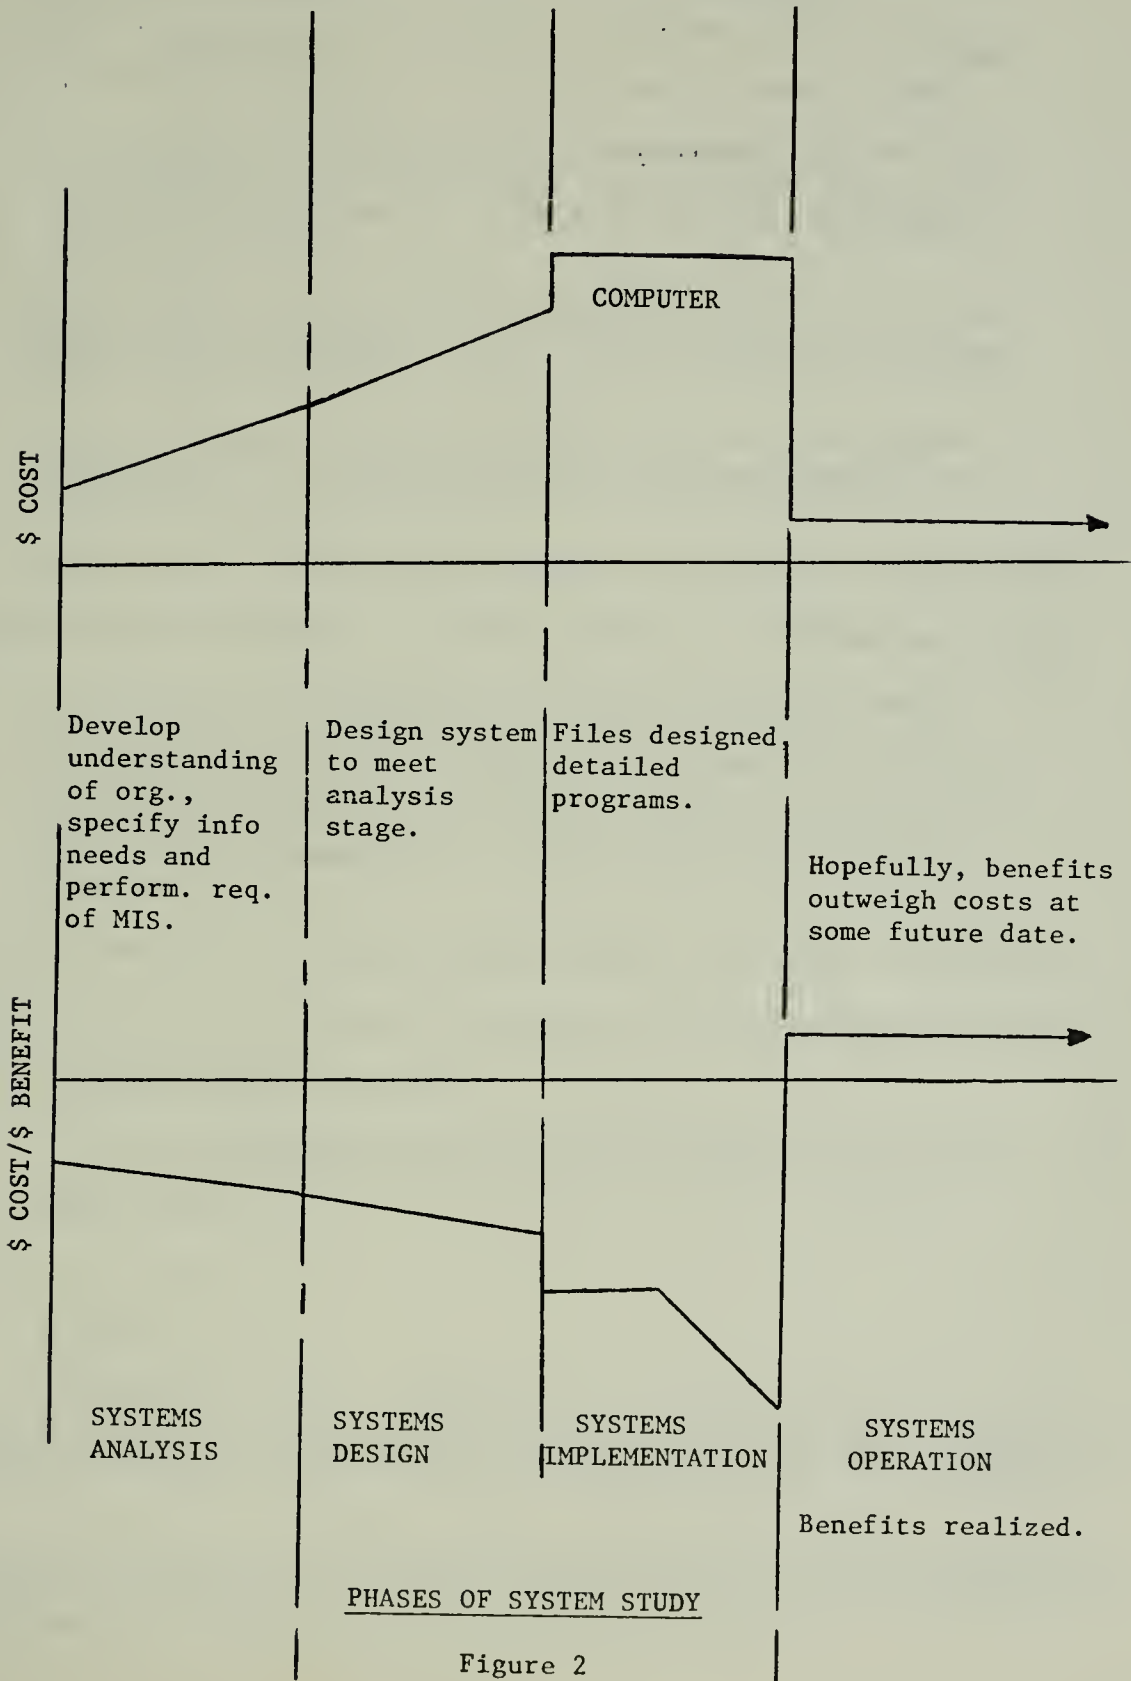 COMPUTER
$ COST
Develop
understanding
of org.,
specify info
needs and
perform. req.
of MIS.
Design system
to meet
analysis
stage.
Files designed,
detailed
programs.
Hopefully, benefits
outweigh costs at
some future date.
$ COST/$ BENEFIT
SYSTEMS
ANALYSIS
SYSTEMS
DESIGN
SYSTEMS
IMPLEMENTATION
SYSTEMS
OPERATION
Benefits realized.
PHASES OF SYSTEM STUDY
Figure 2